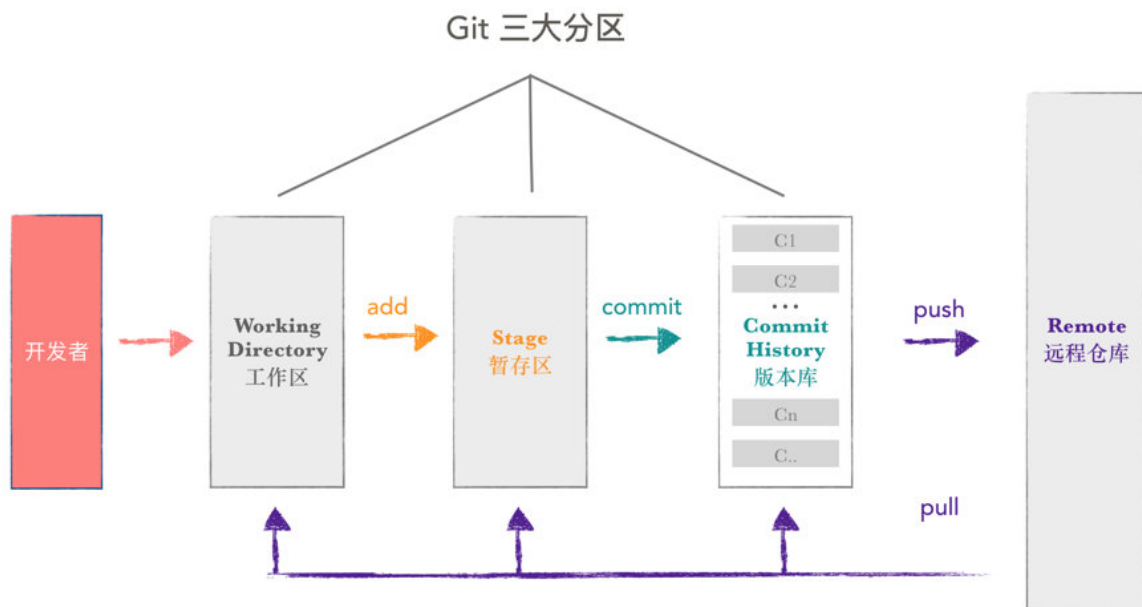 Git 三大分区
开发者
Working
Directory
工作区
add
Stage
暂存区
commit
C1
C2
...
Commit
History
版本库
Cn
C..
push
pull
Remote
远程仓库